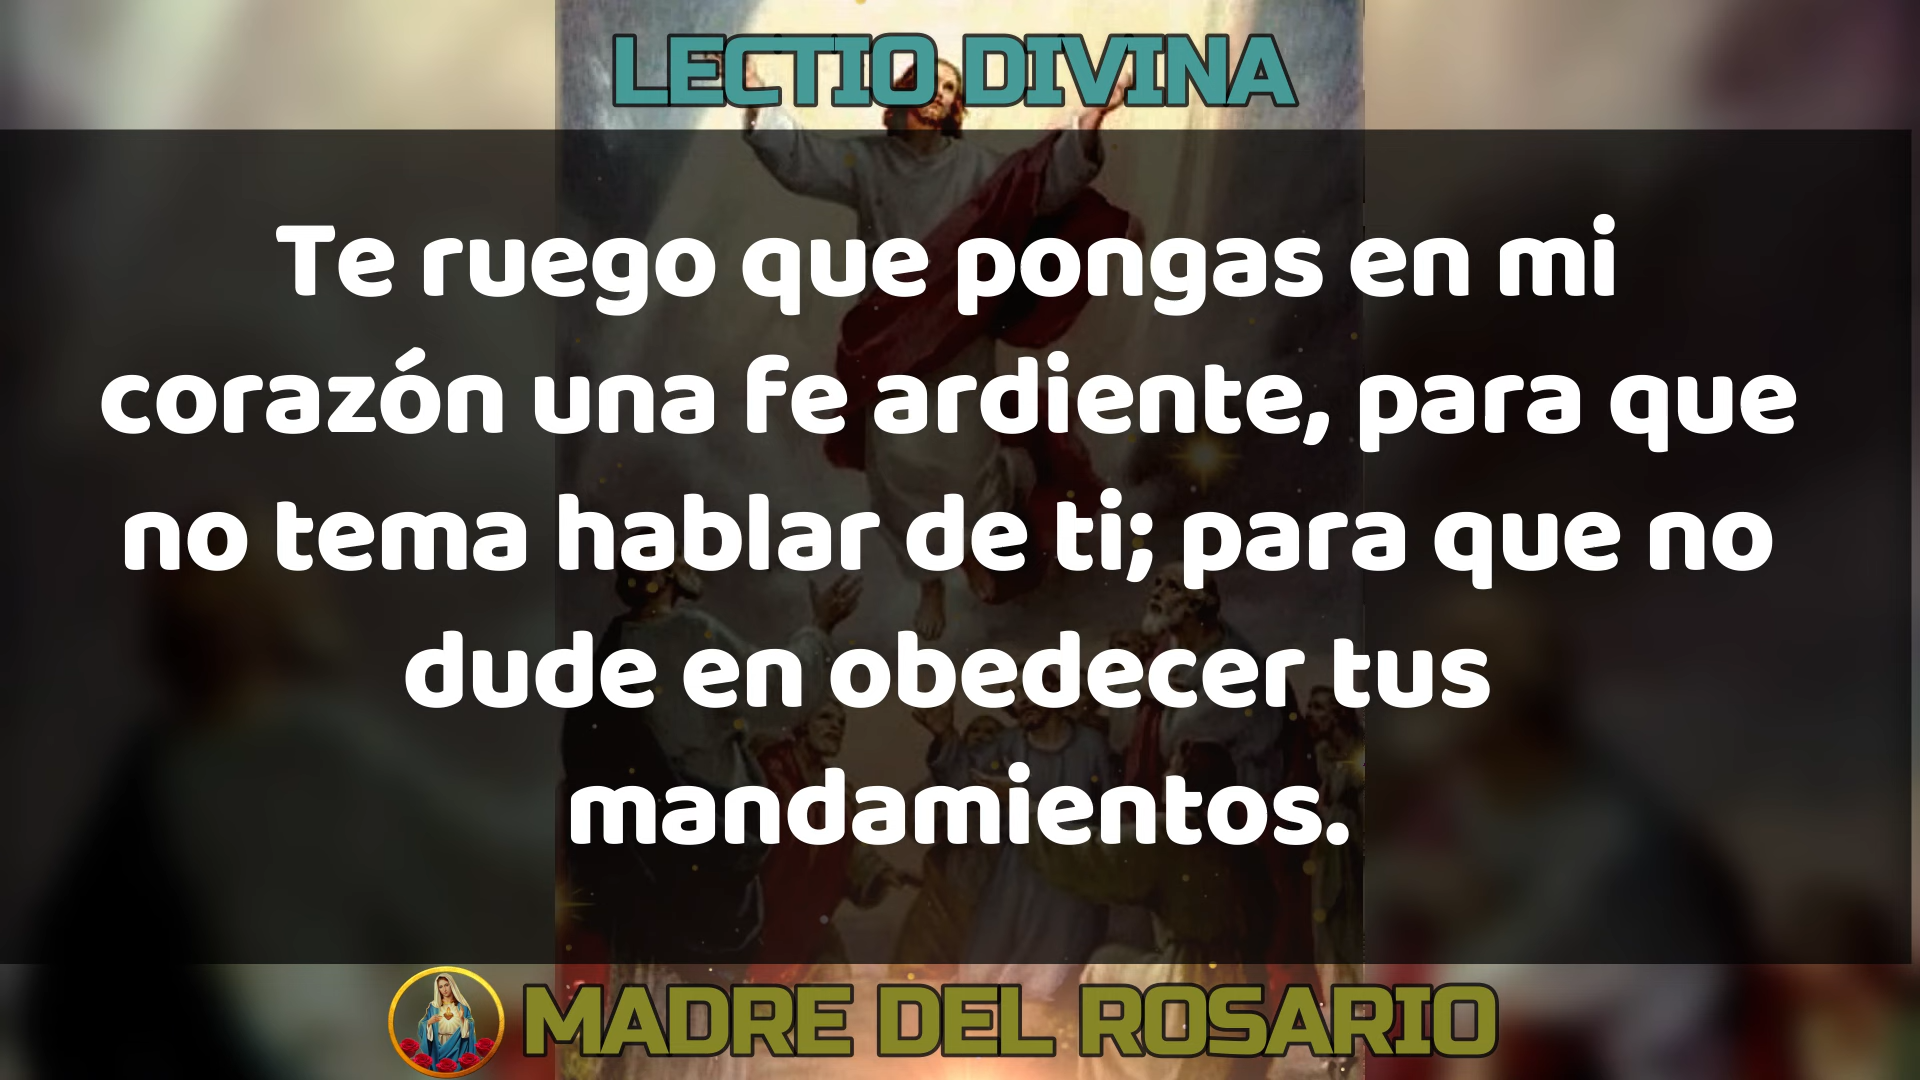 LECTIO DIVINA
Te ruego que pongas en mi
corazón una fe ardiente, para que
no tema hablar de ti; para que no
dude en obedecer tus
mandamientos.
MADRE DEL ROSARIO